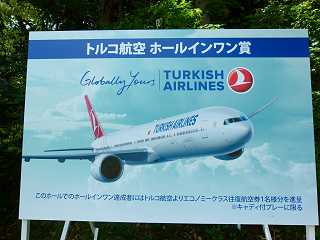 トルコ航空 ホールインワン賞
Globally Yours
TURKISH
AIRLINES
TURKISH AIRLINES
このホールでのホールインワン達成者にはトルコ航空よりエコノミークラス往復航空券1名様分を進呈
※キャディ付プレーに限る